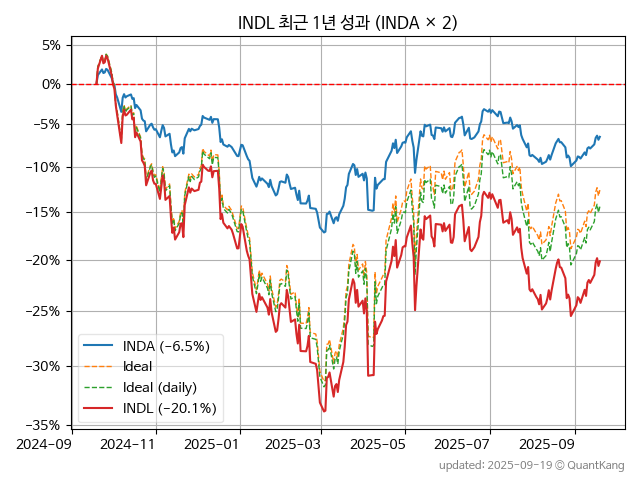 INDL 최근 1년 성과 (INDA × 2)
5%
0%
−5%
−10%
−15%
−20%
−25%
−30%
−35%
INDA (−6.5%)
Ideal
Ideal (daily)
INDL (−20.1%)
2024-09 2024-11 2025-01 2025-03 2025-05 2025-07 2025-09
updated: 2025-09-19 © QuantKang